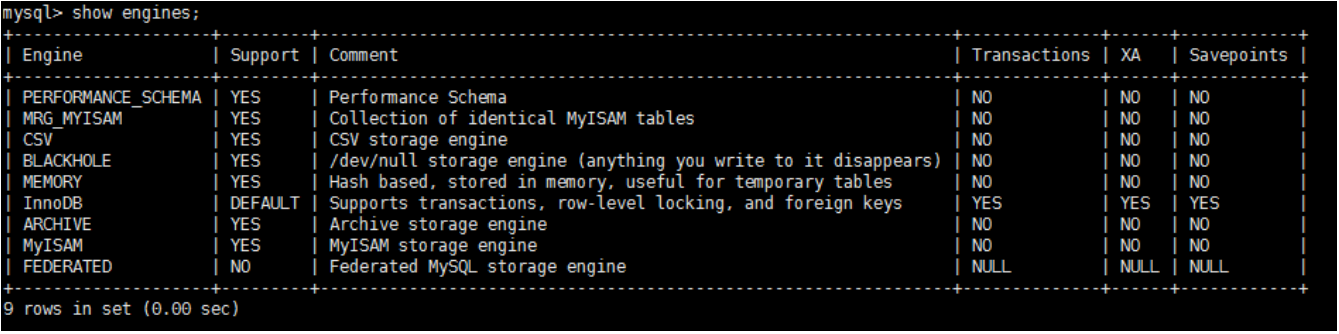 mysql> show engines;
+--------------------+---------+----------------------------------------------------------------+--------------+------+------------+
| Engine             | Support | Comment                                                        | Transactions | XA   | Savepoints |
+--------------------+---------+----------------------------------------------------------------+--------------+------+------------+
| PERFORMANCE_SCHEMA | YES     | Performance Schema                                             | NO           | NO   | NO         |
| MRG_MYISAM         | YES     | Collection of identical MyISAM tables                          | NO           | NO   | NO         |
| CSV                | YES     | CSV storage engine                                             | NO           | NO   | NO         |
| BLACKHOLE          | YES     | /dev/null storage engine (anything you write to it disappears) | NO           | NO   | NO         |
| MEMORY             | YES     | Hash based, stored in memory, useful for temporary tables      | NO           | NO   | NO         |
| InnoDB             | DEFAULT | Supports transactions, row-level locking, and foreign keys     | YES          | YES  | YES        |
| ARCHIVE            | YES     | Archive storage engine                                         | NO           | NO   | NO         |
| MyISAM             | YES     | MyISAM storage engine                                          | NO           | NO   | NO         |
| FEDERATED          | NO      | Federated MySQL storage engine                                 | NULL         | NULL | NULL       |
+--------------------+---------+----------------------------------------------------------------+--------------+------+------------+
9 rows in set (0.00 sec)